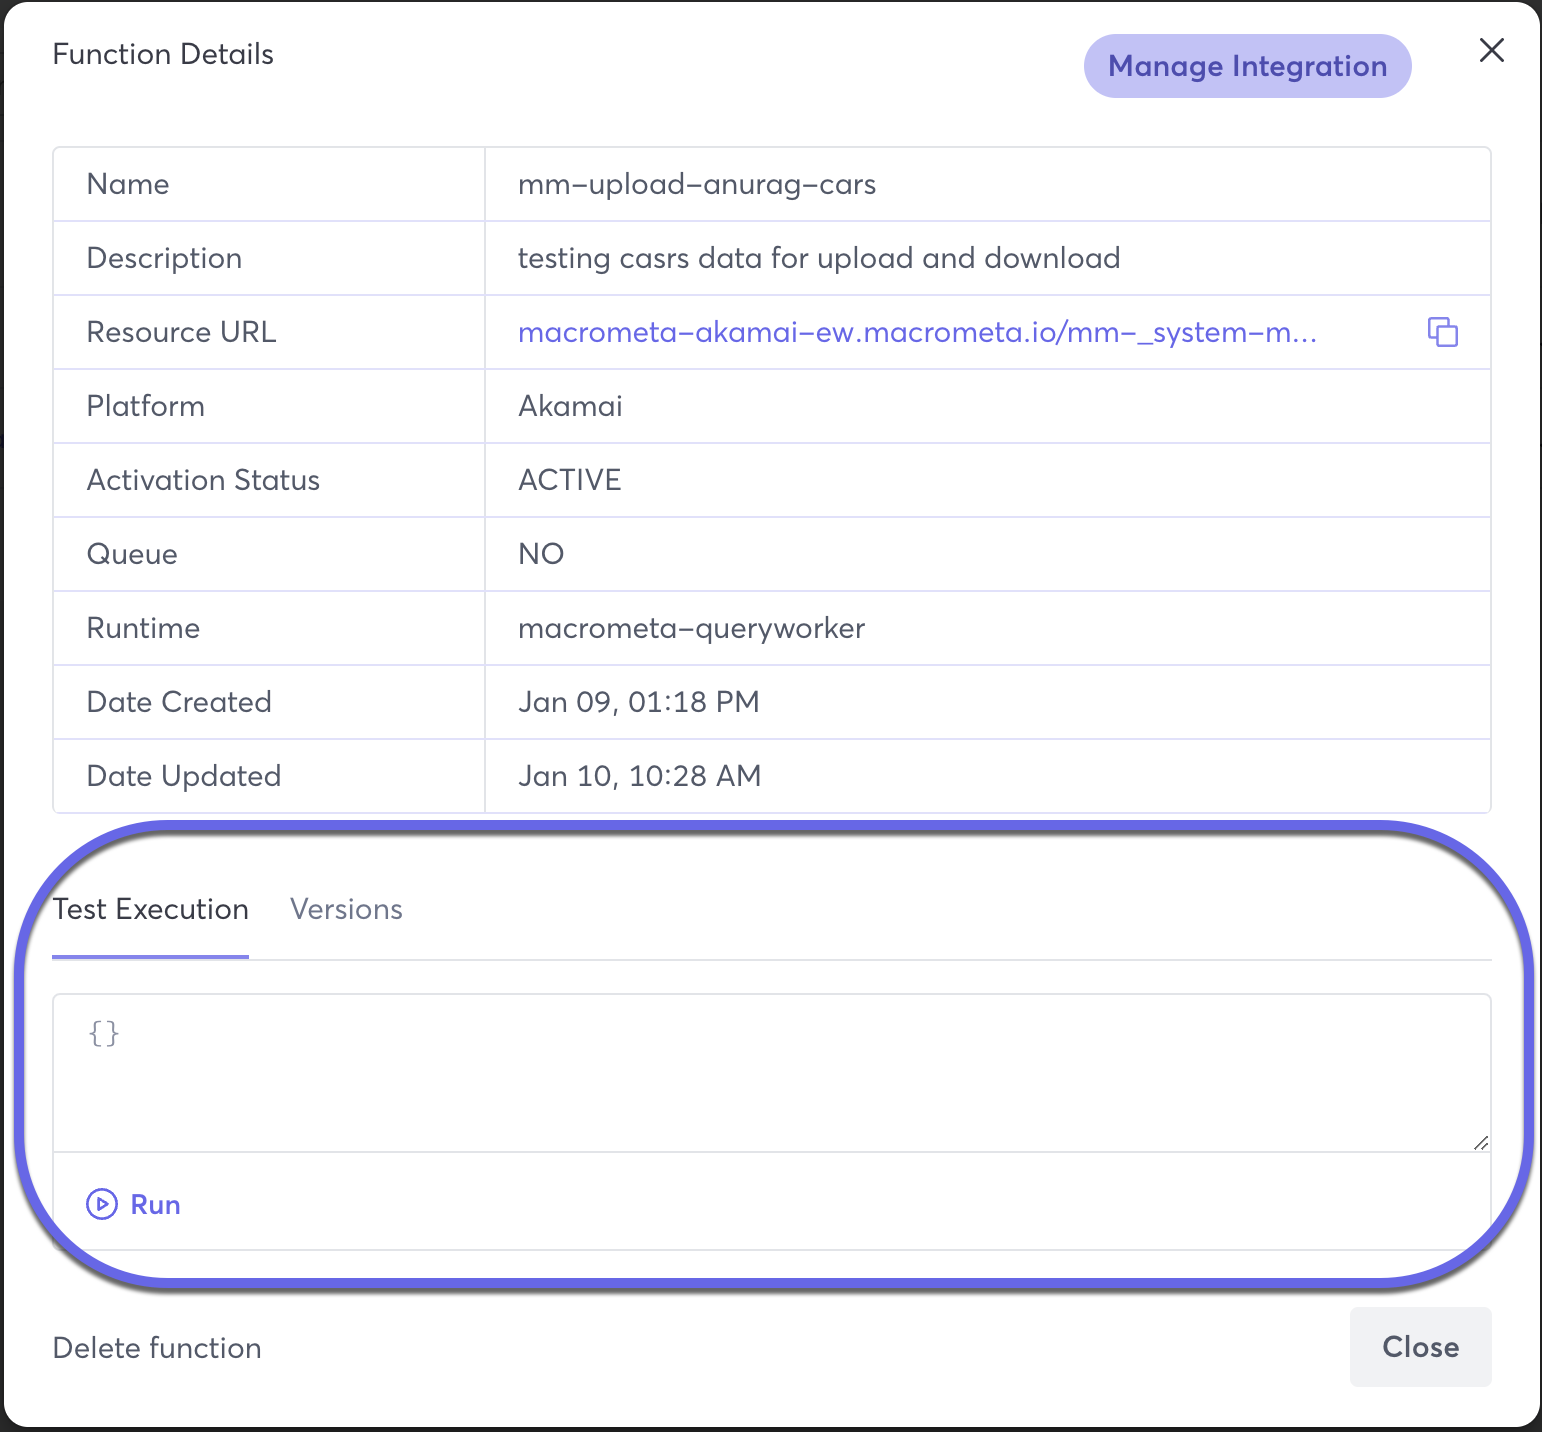 Function Details
Manage Integration
Name
mm-upload-anurag-cars
Description
testing casrs data for upload and download
Resource URL
macrometa-akamai-ew.macrometa.io/mm-_system-m...
Platform
Akamai
Activation Status
ACTIVE
Queue
NO
Runtime
macrometa-queryworker
Date Created
Jan 09, 01:18 PM
Date Updated
Jan 10, 10:28 AM
Test Execution
Versions
{}
Run
Delete function
Close